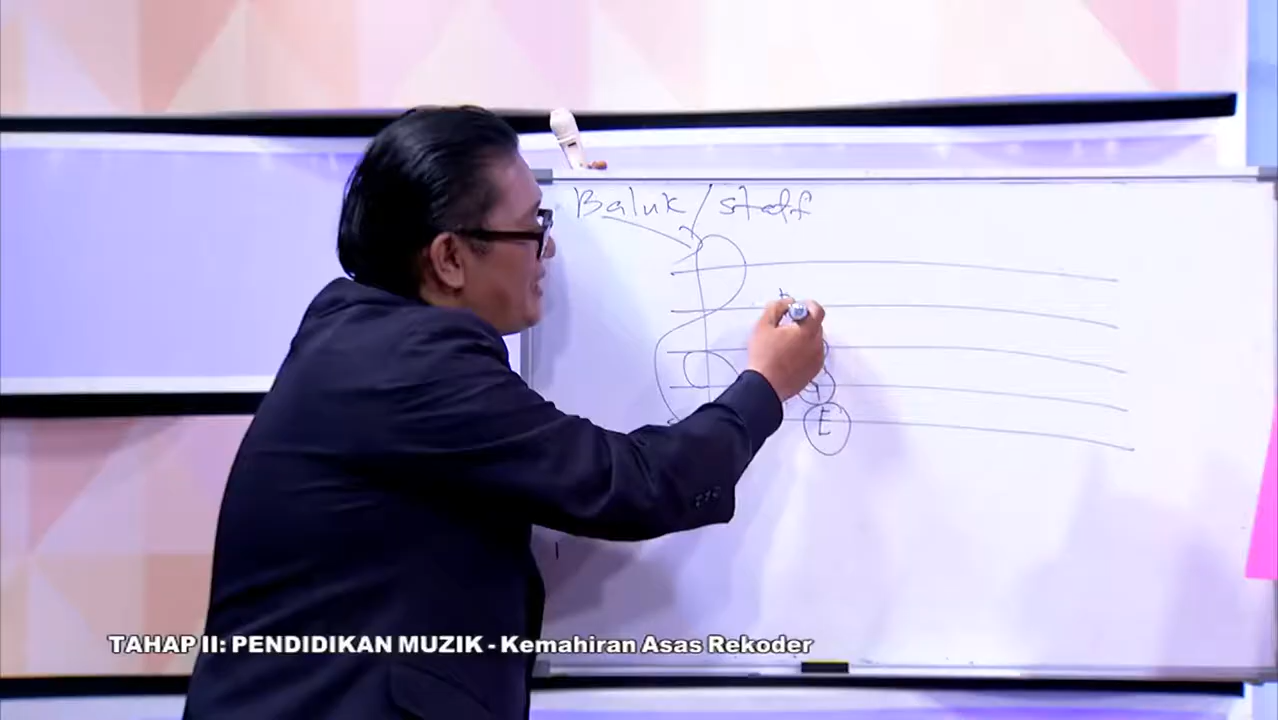 Baluk/staff
G
E
TAHAP II: PENDIDIKAN MUZIK - Kemahiran Asas Rekoder